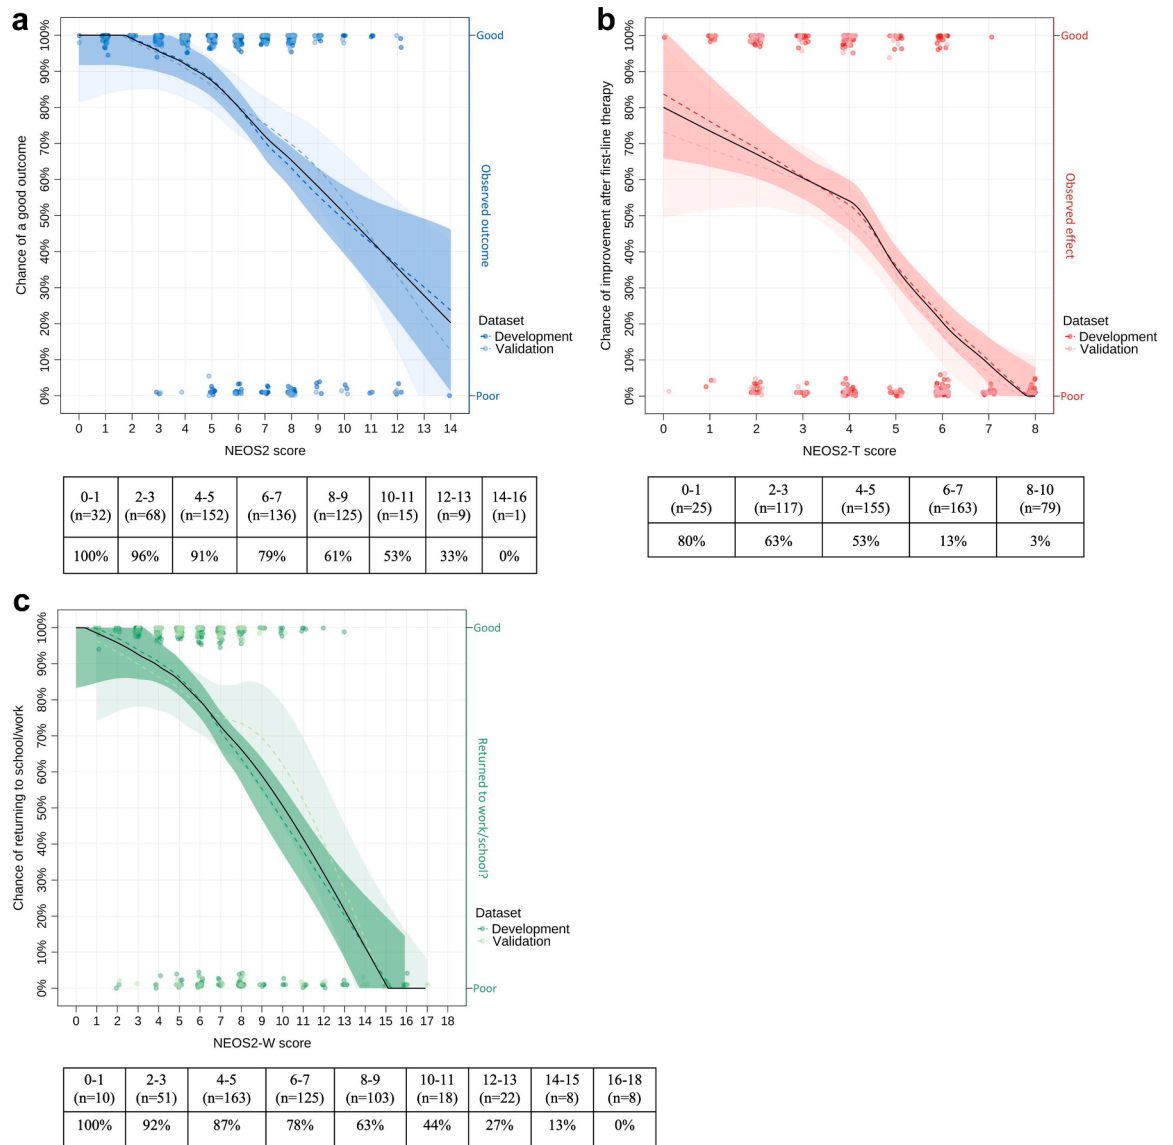 a
100%
90%
80%
70%
60%
50%
40%
30%
20%
10%
0%
Chance of a good outcome
Good
Observed outcome
Poor
Dataset
Development
Validation
0 1 2 3 4 5 6 7 8 9 10 11 12 13 14
NEOS2 score
0-1 2-3 4-5 6-7 8-9 10-11 12-13 14-16
(n=32) (n=68) (n=152) (n=136) (n=125) (n=15) (n=9) (n=1)
100% 96% 91% 79% 61% 53% 33% 0%
b
100%
90%
80%
70%
60%
50%
40%
30%
20%
10%
0%
Chance of improvement after first-line therapy
Good
Observed effect
Poor
Dataset
Development
Validation
0 1 2 3 4 5 6 7 8
NEOS2-T score
0-1 2-3 4-5 6-7 8-10
(n=25) (n=117) (n=155) (n=163) (n=79)
80% 63% 53% 13% 3%
c
100%
90%
80%
70%
60%
50%
40%
30%
20%
10%
0%
Chance of returning to school/work
Good
Returned to work/school?
Poor
Dataset
Development
Validation
0 1 2 3 4 5 6 7 8 9 10 11 12 13 14 15 16 17 18
NEOS2-W score
0-1 2-3 4-5 6-7 8-9 10-11 12-13 14-15 16-18
(n=10) (n=51) (n=163) (n=125) (n=103) (n=18) (n=22) (n=8) (n=8)
100% 92% 87% 78% 63% 44% 27% 13% 0%